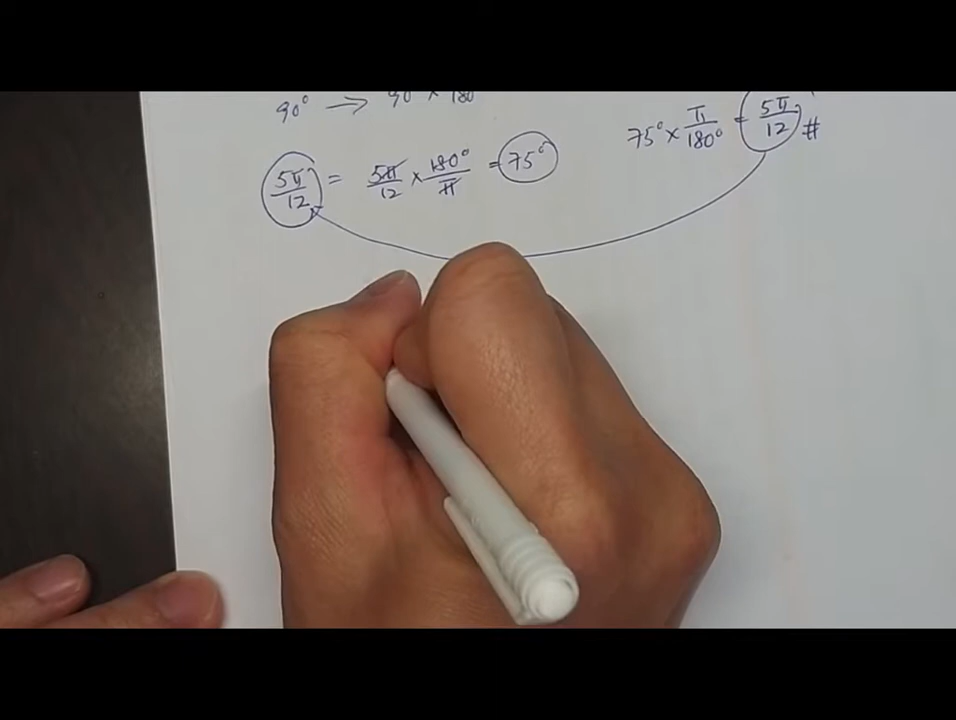 90° → 90 × 180
75° × π/180° = 5π/12 #
5π/12 = 5π/12 × 180°/π = 75°